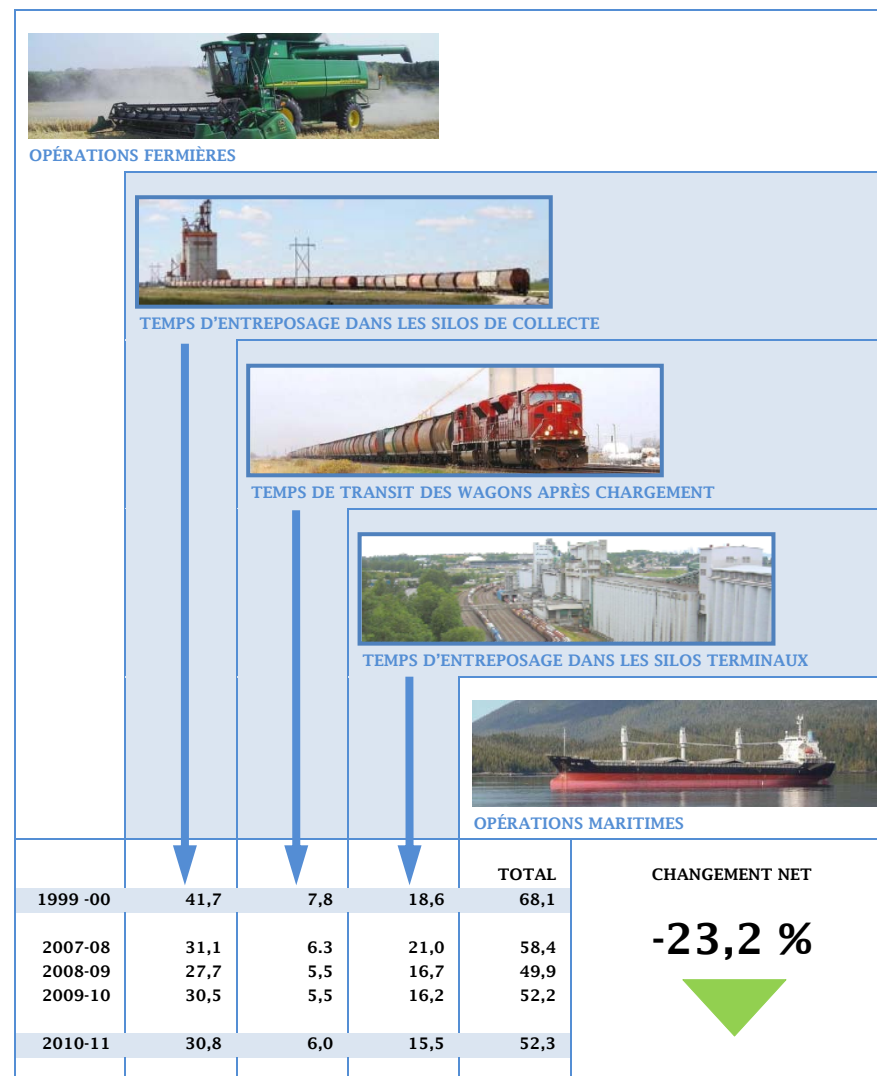 OPÉRATIONS FERMIÈRES
TEMPS D'ENTREPOSAGE DANS LES SILOS DE COLLECTE
TEMPS DE TRANSIT DES WAGONS APRÈS CHARGEMENT
TEMPS D'ENTREPOSAGE DANS LES SILOS TERMINAUX
OPÉRATIONS MARITIMES
TOTAL CHANGEMENT NET
1999 -00 41,7 7,8 18,6 68,1
-23,2 %
2007-08 31,1 6.3 21,0 58,4
2008-09 27,7 5,5 16,7 49,9
2009-10 30,5 5,5 16,2 52,2
2010-11 30,8 6,0 15,5 52,3